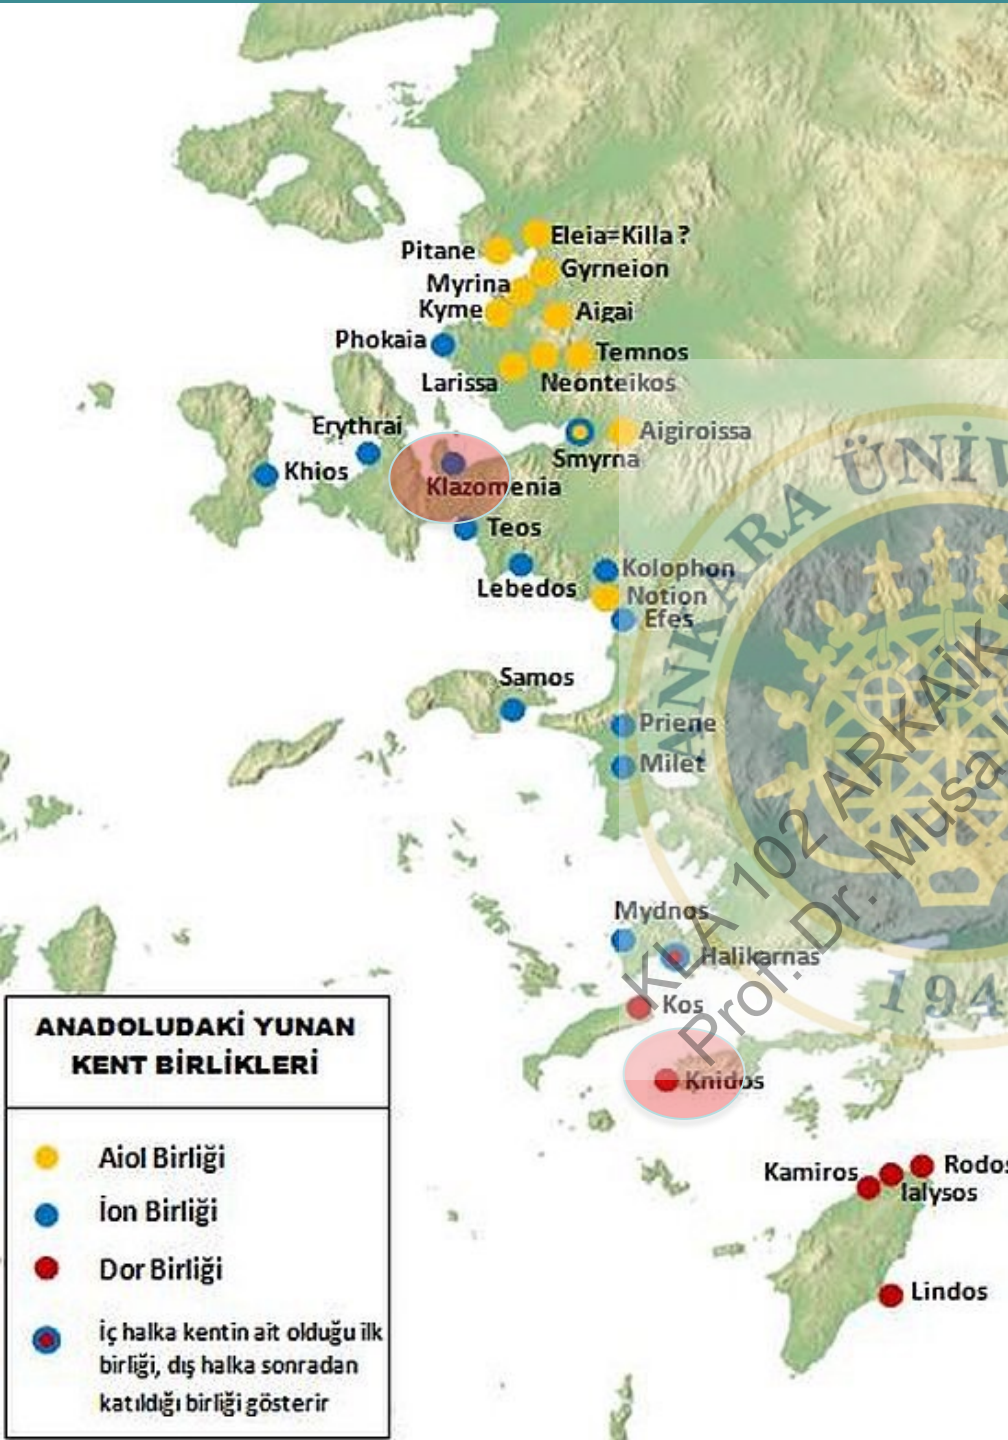 Eleia=Killa ?
Pitane
Gyrneion
Myrina
Kyme
Aigai
Phokaia
Temnos
Larissa
Neonteikos
Erythrai
Aigiroissa
Smyrna
Khios
Klazomenia
Teos
Kolophon
Lebedos
Notion
Efes
Samos
Priene
Milet
Mydnos
Halikarnas
Kos
Knidos
Kamiros
Rodos
Ialysos
Lindos
ANADOLUDAKİ YUNAN
KENT BİRLİKLERİ
Aiol Birliği
İon Birliği
Dor Birliği
İç halka kentin ait olduğu ilk
birliği, dış halka sonradan
katıldığı birliği gösterir
ANKARA ÜNİV
194
KLA 102 ARKAİK
Prof. Dr. Musa